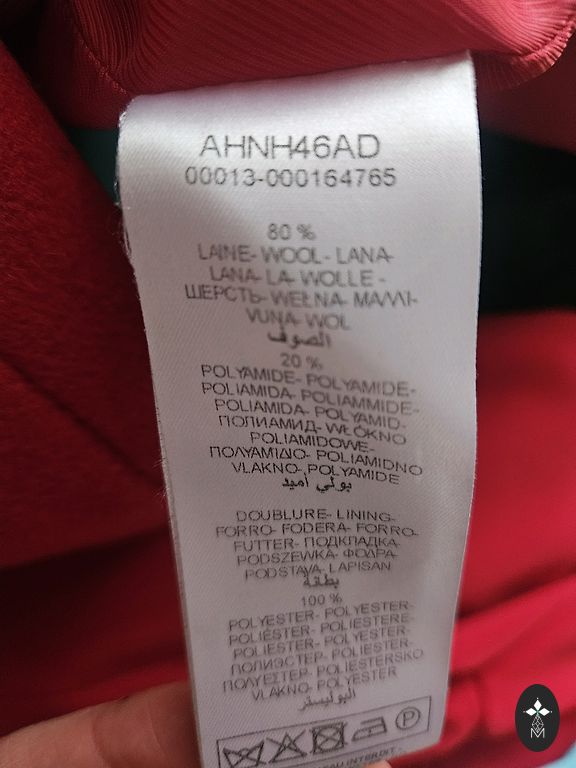 AHNH46AD
00013-000164765
80 %
LAINE- WOOL- LANA-
LANA- LA- WOLLE -
ШЕРСТЬ- WEŁNA- ΜΑΛΛΙ-
VUNA- WOL
الصوف
20 %
POLYAMIDE- POLYAMIDE-
POLIAMIDA- POLIAMMIDE-
POLIAMIDA- POLYAMID-
ПОЛИАМИД- WŁÓKNO
POLIAMIDOWE-
ΠΟΛΥΑΜΙΔΙΟ- POLIAMIDNO
VLAKNO- POLYAMIDE
بولي أميد
DOUBLURE- LINING-
FORRO- FODERA- FORRO-
FUTTER- ПОДКЛАДКА-
PODSZEWKA- ΦΟΔΡΑ-
PODSTAVA- LAPISAN
بطانة
100 %
POLYESTER- POLYESTER-
POLIÉSTER- POLIESTERE-
POLIÉSTER- POLYESTER-
ПОЛИЭСТЕР- POLIESTER-
ΠΟΛΥΕΣΤΕΡ- POLIESTERSKO
VLAKNO- POLYESTER
البوليستر
P
EAU INTERDIT -
M